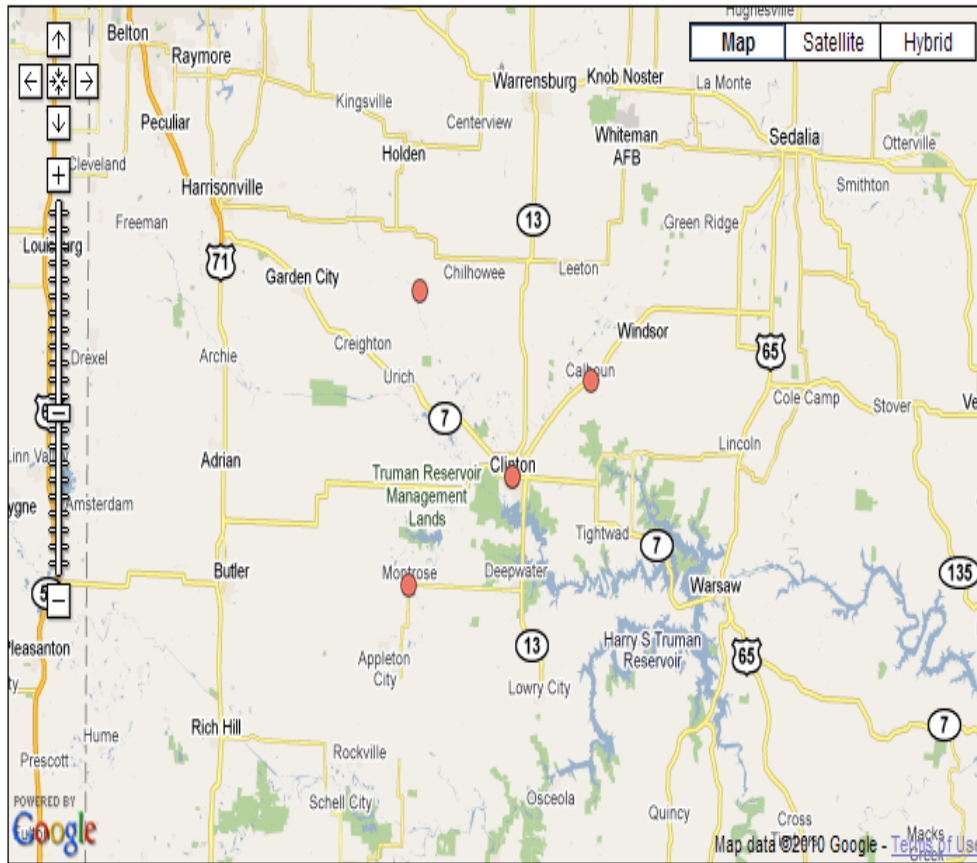 Hughesville
Belton
Map Satellite Hybrid
Raymore
Warrensburg
Knob Noster
La Monte
Kingsville
Centerview
Peculiar
Whiteman
AFB
Sedalia
Otterville
Cleveland
Holden
Harrisonville
Smithton
Freeman
13
Green Ridge
71
Garden City
Chilhowee
Leeton
Windsor
Creighton
65
Drexel
Archie
Urich
Calhoun
Cole Camp
Stover
7
Lincoln
Adrian
Clinton
Truman Reservoir
Management
Lands
Amsterdam
Tightwad
7
Butler
Montrose
Deepwater
Warsaw
135
Pleasanton
13
Harry S Truman
Reservoir
65
Appleton
City
Lowry City
Rich Hill
7
Hume
Rockville
Prescott
Schell City
Osceola
POWERED BY
Google
Quincy
Cross
Macks
Creek
Map data ©2010 Google - Terms of Us